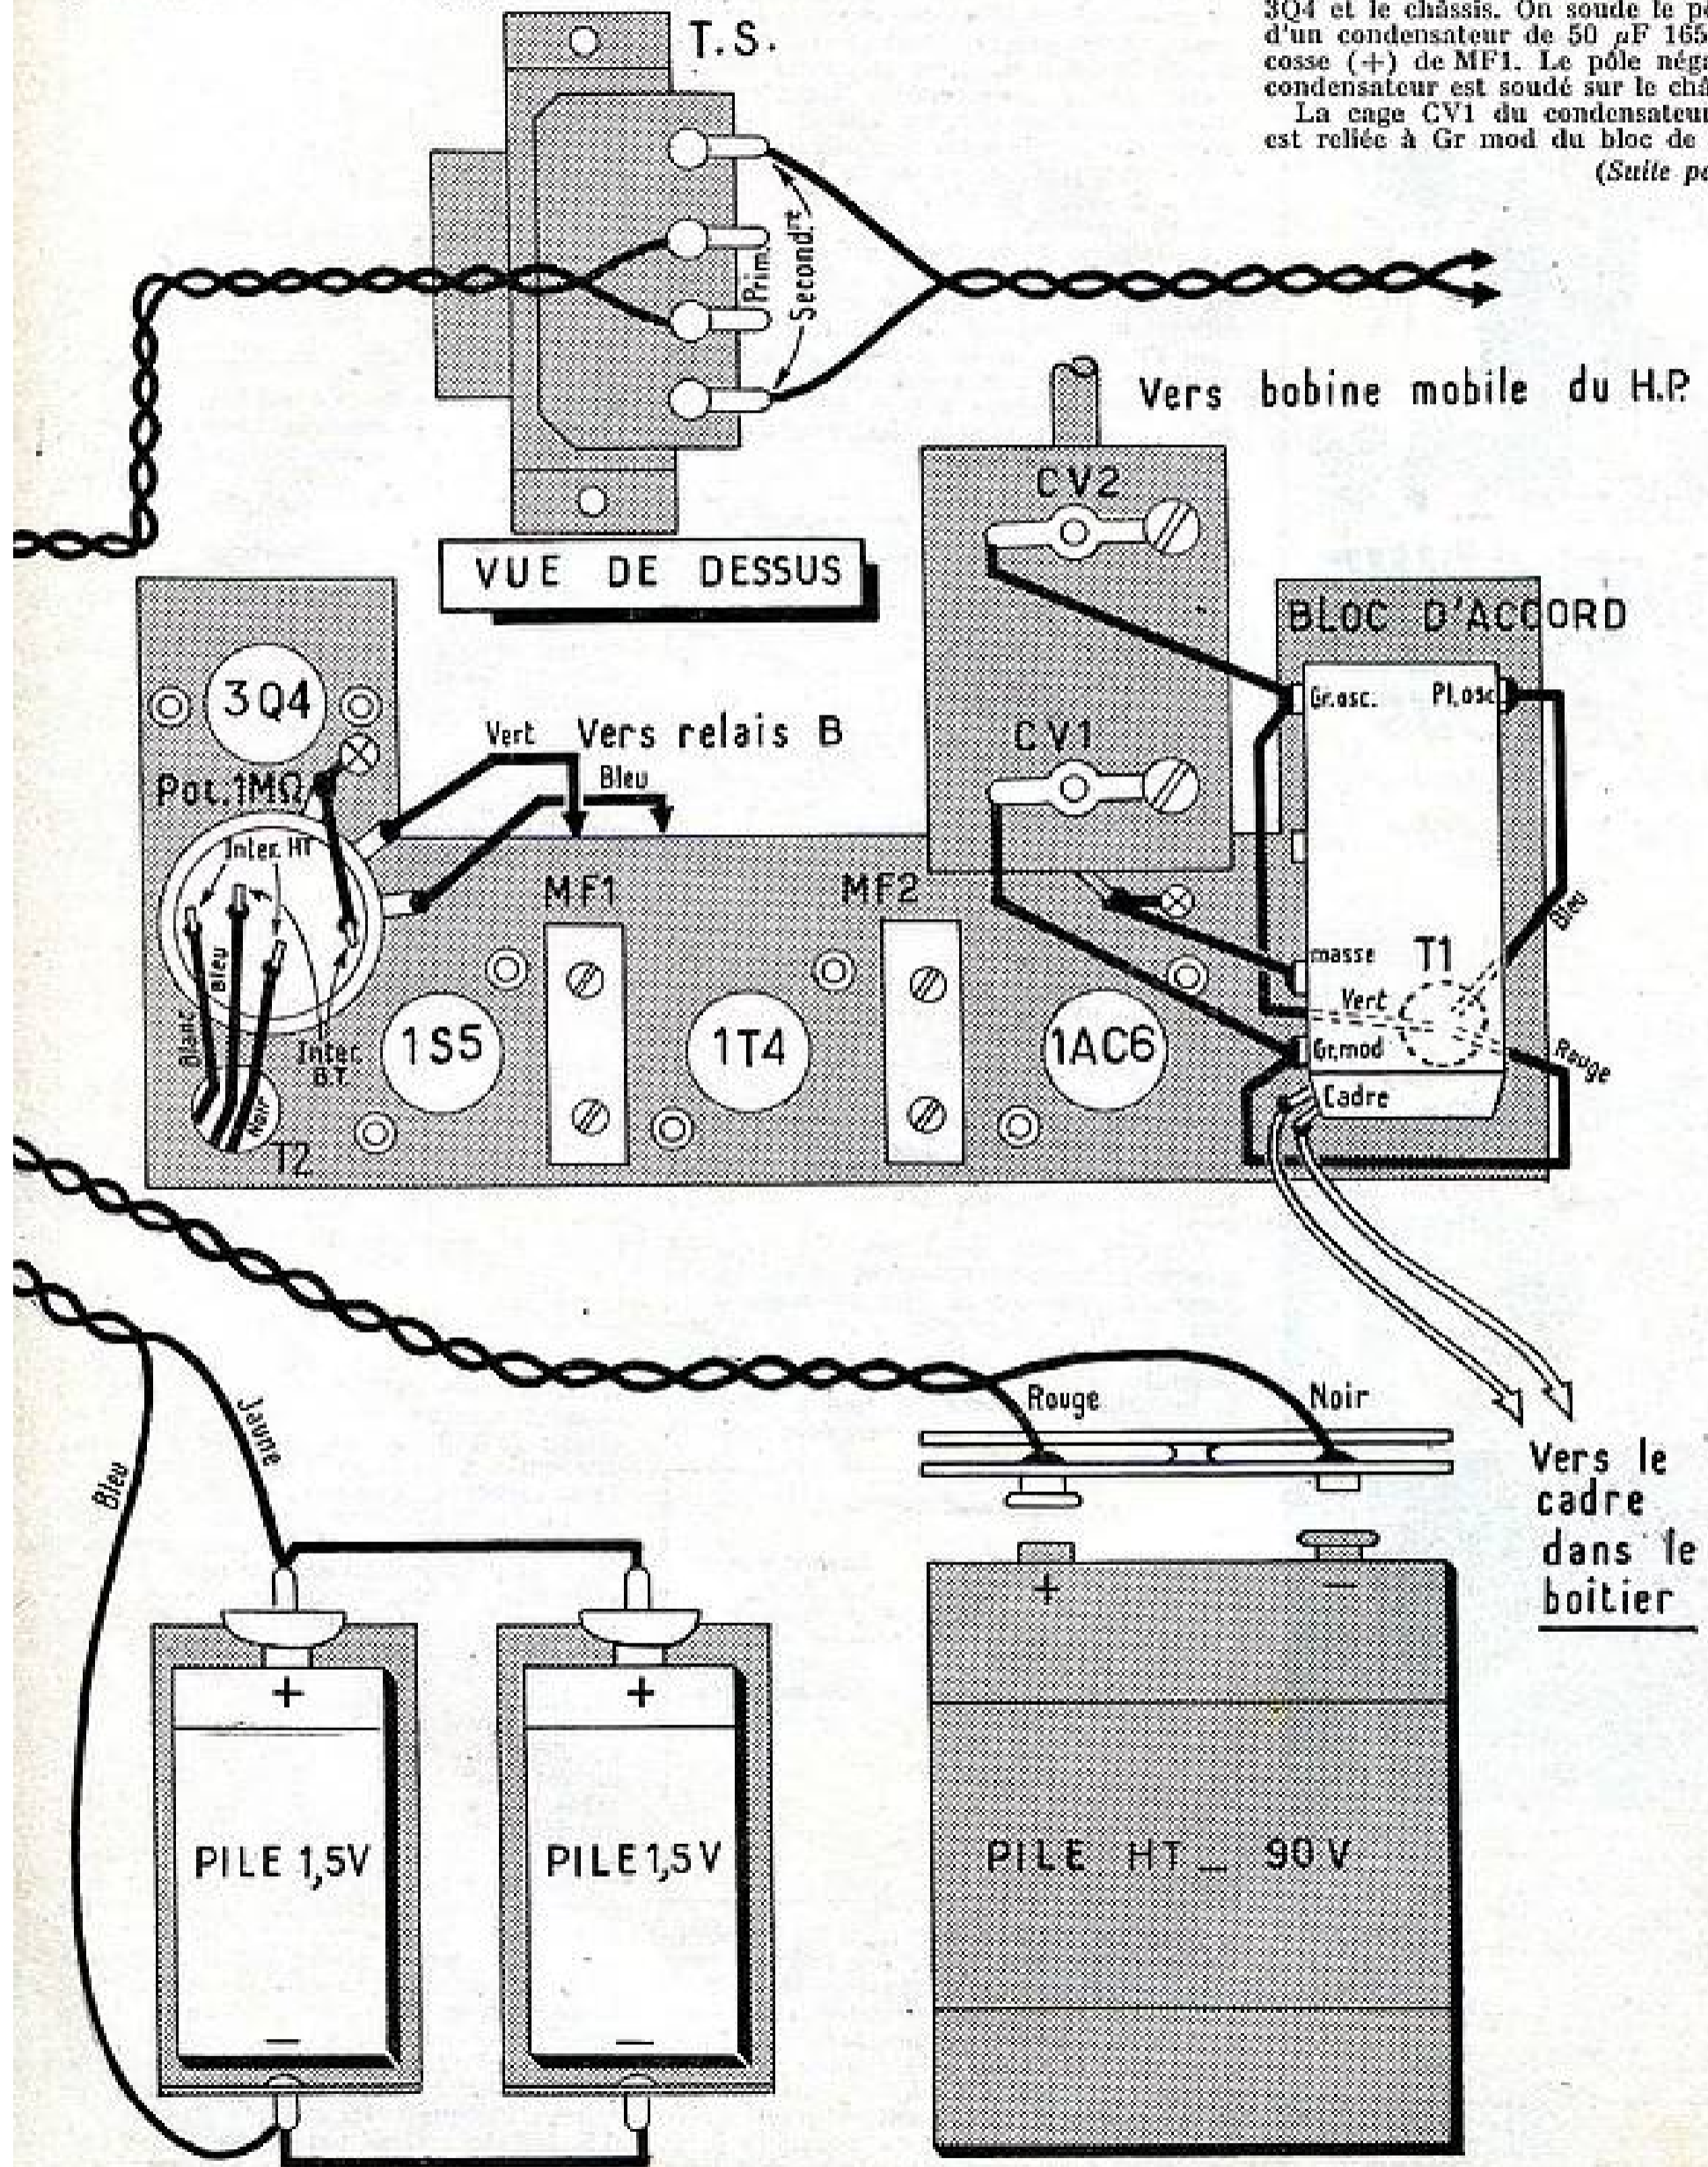 3Q4 et le châssis. On soude le
d'un condensateur de 50 µF 165
cosse (+) de MF1. Le pôle
condensateur est soudé sur le
La cage CV1 du condensateur
est reliée à Gr mod du bloc de
(Suite
T.S.
Prim.
Second.re
Vers bobine mobile du H.P.
VUE DE DESSUS
CV2
BLOC D'ACCORD
Gr.osc. Pl.osc
3Q4
Vert Vers relais B
Bleu
CV1
Pot.1MΩ
Inter. HT
MF1
MF2
Bleu
Bleu
masse
T1
Vert
Blanc
Inter.
B.T.
1S5
1T4
1AC6
Gr.mod
Rouge
Cadre
Noir
T2
Rouge
Noir
Jaune
Bleu
Vers le
cadre
dans le
boitier
+
+
+
−
PILE 1,5V
PILE 1,5V
PILE HT_ 90V
−
−